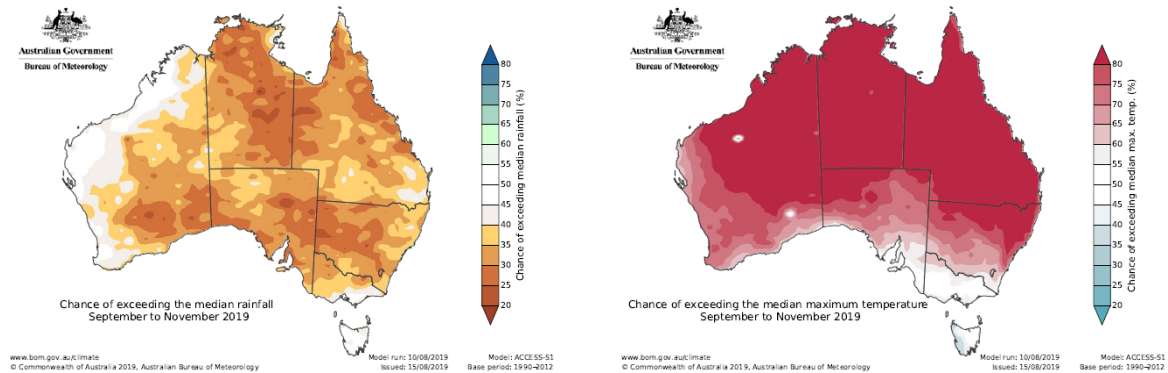 Australian Government
Bureau of Meteorology
80
75
70
65
60
55
50
45
40
35
30
25
20
Chance of exceeding median rainfall (%)
Chance of exceeding the median rainfall
September to November 2019
www.bom.gov.au/climate
© Commonwealth of Australia 2019, Australian Bureau of Meteorology
Model run: 10/08/2019
Issued: 15/08/2019
Model: ACCESS-S1
Base period: 1990-2012
Australian Government
Bureau of Meteorology
80
75
70
65
60
55
50
45
40
35
30
25
20
Chance of exceeding median max. temp. (%)
Chance of exceeding the median maximum temperature
September to November 2019
www.bom.gov.au/climate
© Commonwealth of Australia 2019, Australian Bureau of Meteorology
Model run: 10/08/2019
Issued: 15/08/2019
Model: ACCESS-S1
Base period: 1990-2012